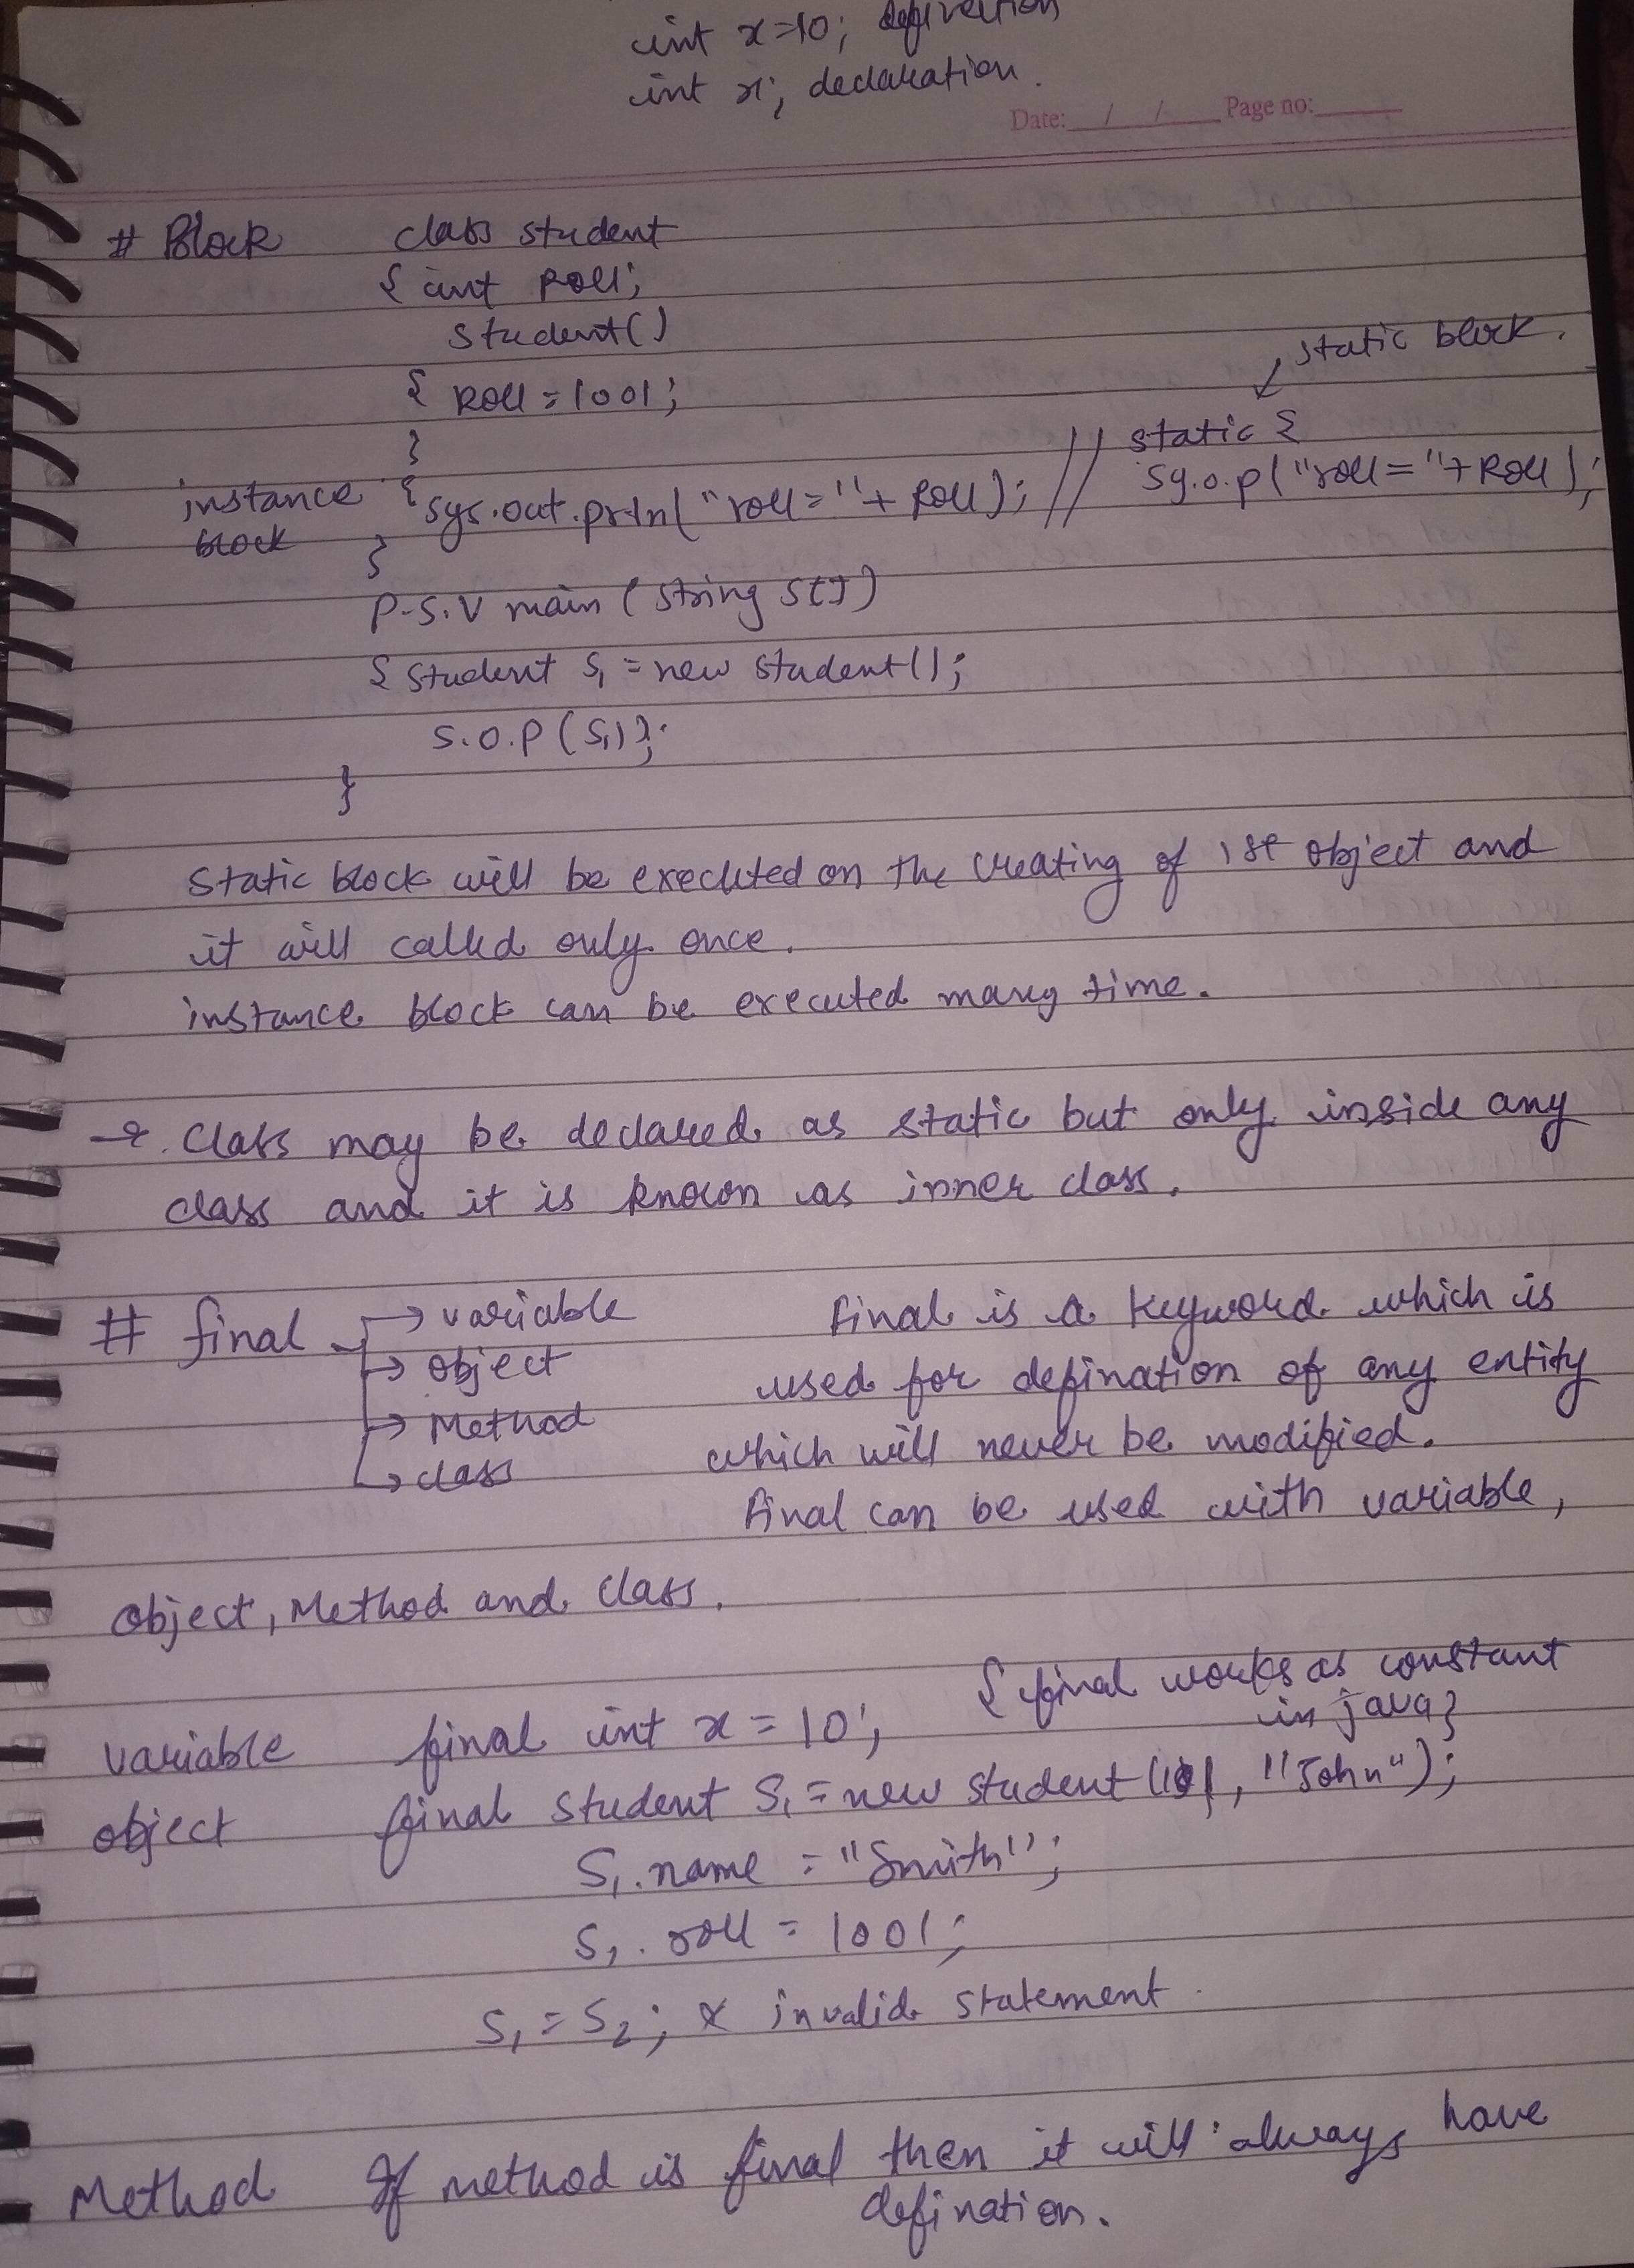 int x=10; defination
int x; declaration.
Date: / / Page no:
# Block class student
{ int Roll;
student()
{ Roll = 1001;
}
static block.
instance block { sys.out.prtln("roll="+ Roll); // static {
Sy.o.p("roll="+Roll);
}
P.S.V main (string s[])
{ student S1 = new student();
S.O.P (S1);
}
static block will be executed on the creating of 1st object and
it will called only once.
instance block can be executed many time.
→ Class may be declared as static but only inside any
class and it is known as inner class.
# final → variable
→ object
→ Method
→ class
final is a keyword which is
used for defination of any entity
which will never be modified.
final can be used with variable,
object, Method and class.
{ final works as constant
in java}
variable final int x = 10;
object final student S1 = new student (101, "John");
S1.name = "Smith";
S1.roll = 1001;
S1 = S2; x invalid statement
Method If method is final then it will always have
defination.